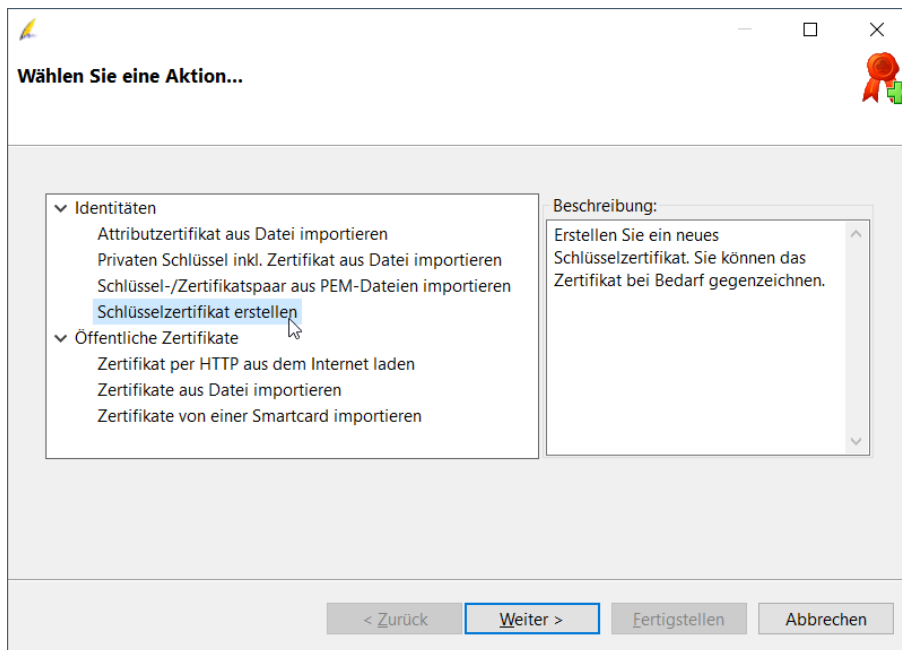 Wählen Sie eine Aktion...
Identitäten
Attributzertifikat aus Datei importieren
Privaten Schlüssel inkl. Zertifikat aus Datei importieren
Schlüssel-/Zertifikatspaar aus PEM-Dateien importieren
Schlüsselzertifikat erstellen
Öffentliche Zertifikate
Zertifikat per HTTP aus dem Internet laden
Zertifikate aus Datei importieren
Zertifikate von einer Smartcard importieren
Beschreibung:
Erstellen Sie ein neues
Schlüsselzertifikat. Sie können das
Zertifikat bei Bedarf gegenzeichnen.
< Zurück
Weiter >
Fertigstellen
Abbrechen